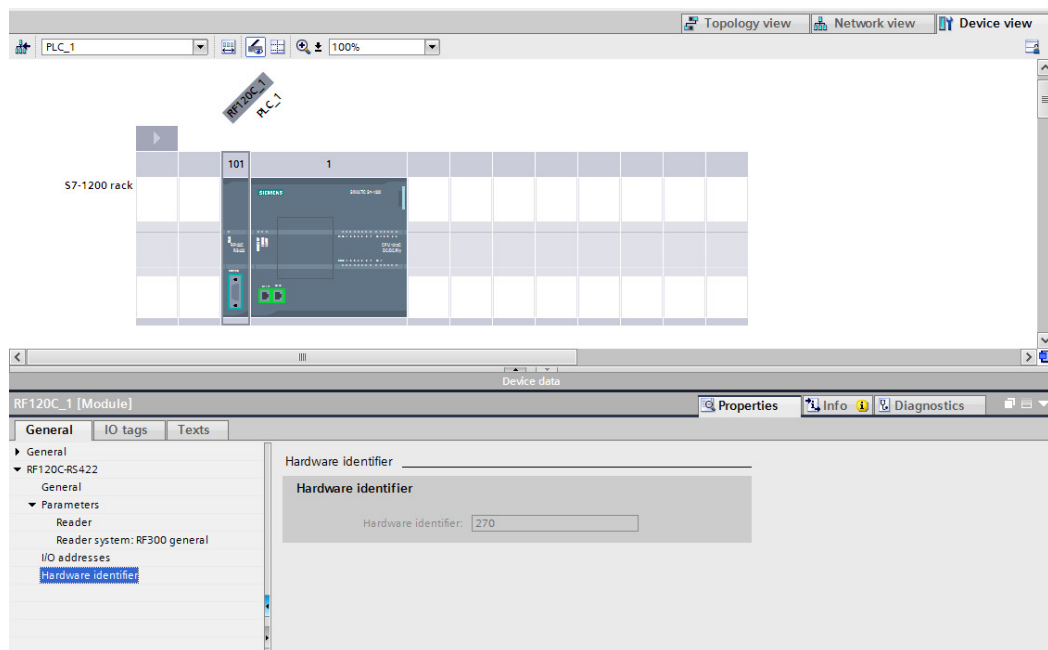 Topology view Network view Device view
PLC_1 100%
RF120C_1
PLC_1
101 1
S7-1200 rack
SIEMENS
Device data
RF120C_1 [Module] Properties Info Diagnostics
General IO tags Texts
General
RF120C-RS422
General
Parameters
Reader
Reader system: RF300 general
I/O addresses
Hardware identifier
Hardware identifier
Hardware identifier
Hardware identifier: 270